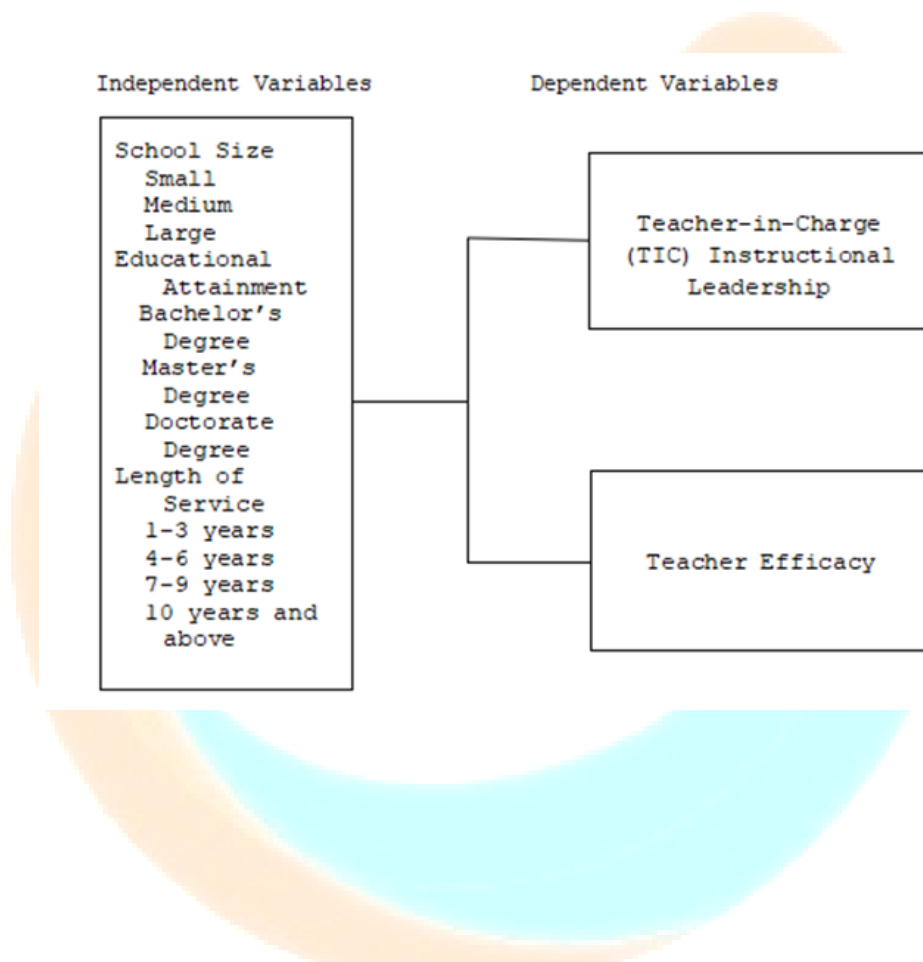 Independent Variables
Dependent Variables
School Size
Small
Medium
Large
Educational
Attainment
Bachelor's
Degree
Master's
Degree
Doctorate
Degree
Length of
Service
1-3 years
4-6 years
7-9 years
10 years and
above
Teacher-in-Charge
(TIC) Instructional
Leadership
Teacher Efficacy